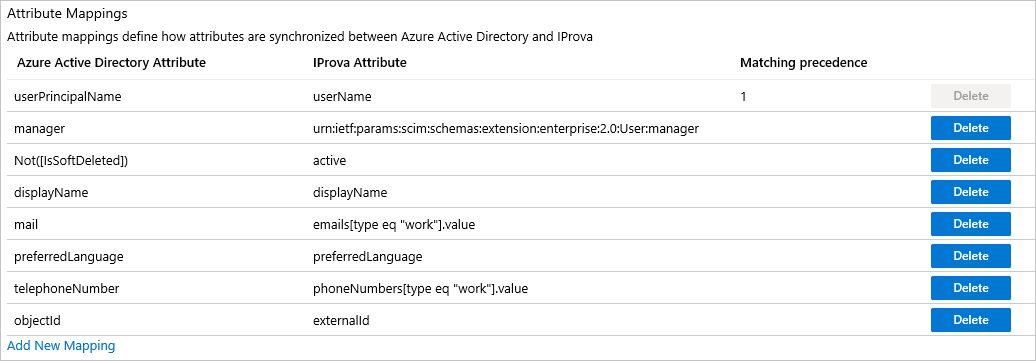 Attribute Mappings
Attribute mappings define how attributes are synchronized between Azure Active Directory and IProva
Azure Active Directory Attribute IProva Attribute Matching precedence
userPrincipalName userName 1 Delete
manager urn:ietf:params:scim:schemas:extension:enterprise:2.0:User:manager Delete
Not([IsSoftDeleted]) active Delete
displayName displayName Delete
mail emails[type eq "work"].value Delete
preferredLanguage preferredLanguage Delete
telephoneNumber phoneNumbers[type eq "work"].value Delete
objectId externalId Delete
Add New Mapping